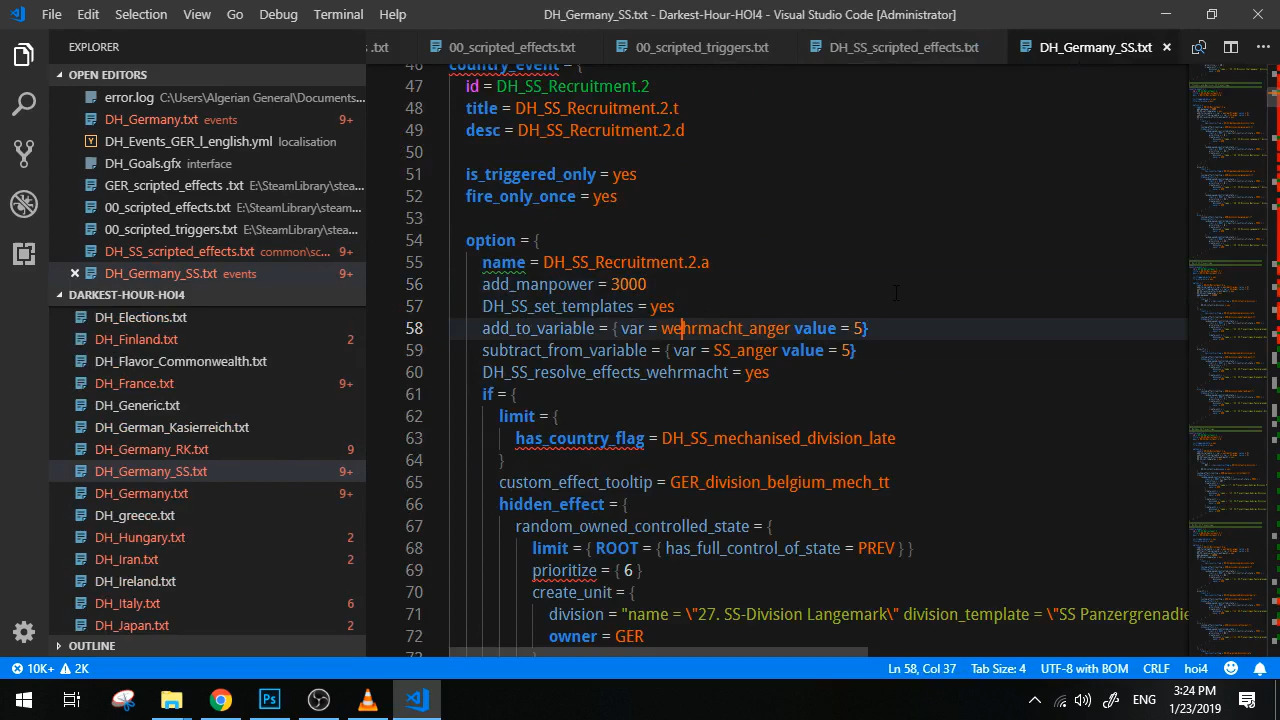 File Edit Selection View Go Debug Terminal Help
DH_Germany_SS.txt - Darkest-Hour-HOI4 - Visual Studio Code [Administrator]
EXPLORER
.txt
00_scripted_effects.txt
00_scripted_triggers.txt
DH_SS_scripted_effects.txt
DH_Germany_SS.txt
OPEN EDITORS
error.log C:\Users\Algerian General\Documents...
DH_Germany.txt events 9+
DH_Events_GER_l_english.yml localisation
DH_Goals.gfx interface
GER_scripted_effects .txt E:\SteamLibrary\stea...
00_scripted_effects.txt E:\SteamLibrary\steam...
00_scripted_triggers.txt E:\SteamLibrary\steam...
DH_SS_scripted_effects.txt common\sc... 9+
DH_Germany_SS.txt events 9+
DARKEST-HOUR-HOI4
DH_Elections.txt
DH_Finland.txt 2
DH_Flavor_Commonwealth.txt
DH_France.txt 9+
DH_Generic.txt
DH_German_Kasierreich.txt
DH_Germany_RK.txt 9
DH_Germany_SS.txt 9+
DH_Germany.txt 9+
DH_greece.txt
DH_Hungary.txt 2
DH_Iran.txt 2
DH_Ireland.txt
DH_Italy.txt 6
DH_Japan.txt 2
OUTLINE
46 country_event = {
47 id = DH_SS_Recruitment.2
48 title = DH_SS_Recruitment.2.t
49 desc = DH_SS_Recruitment.2.d
50
51 is_triggered_only = yes
52 fire_only_once = yes
53
54 option = {
55 name = DH_SS_Recruitment.2.a
56 add_manpower = 3000
57 DH_SS_set_templates = yes
58 add_to_variable = { var = wehrmacht_anger value = 5}
59 subtract_from_variable = { var = SS_anger value = 5}
60 DH_SS_resolve_effects_wehrmacht = yes
61 if = {
62 limit = {
63 has_country_flag = DH_SS_mechanised_division_late
64 }
65 custom_effect_tooltip = GER_division_belgium_mech_tt
66 hidden_effect = {
67 random_owned_controlled_state = {
68 limit = { ROOT = { has_full_control_of_state = PREV } }
69 prioritize = { 6 }
70 create_unit = {
71 division = "name = \"27. SS-Division Langemark\" division_template = \"SS Panzergrenadie
72 owner = GER
10K+ 2K
Ln 58, Col 37 Tab Size: 4 UTF-8 with BOM CRLF hoi4
Ps
ENG
3:24 PM
1/23/2019